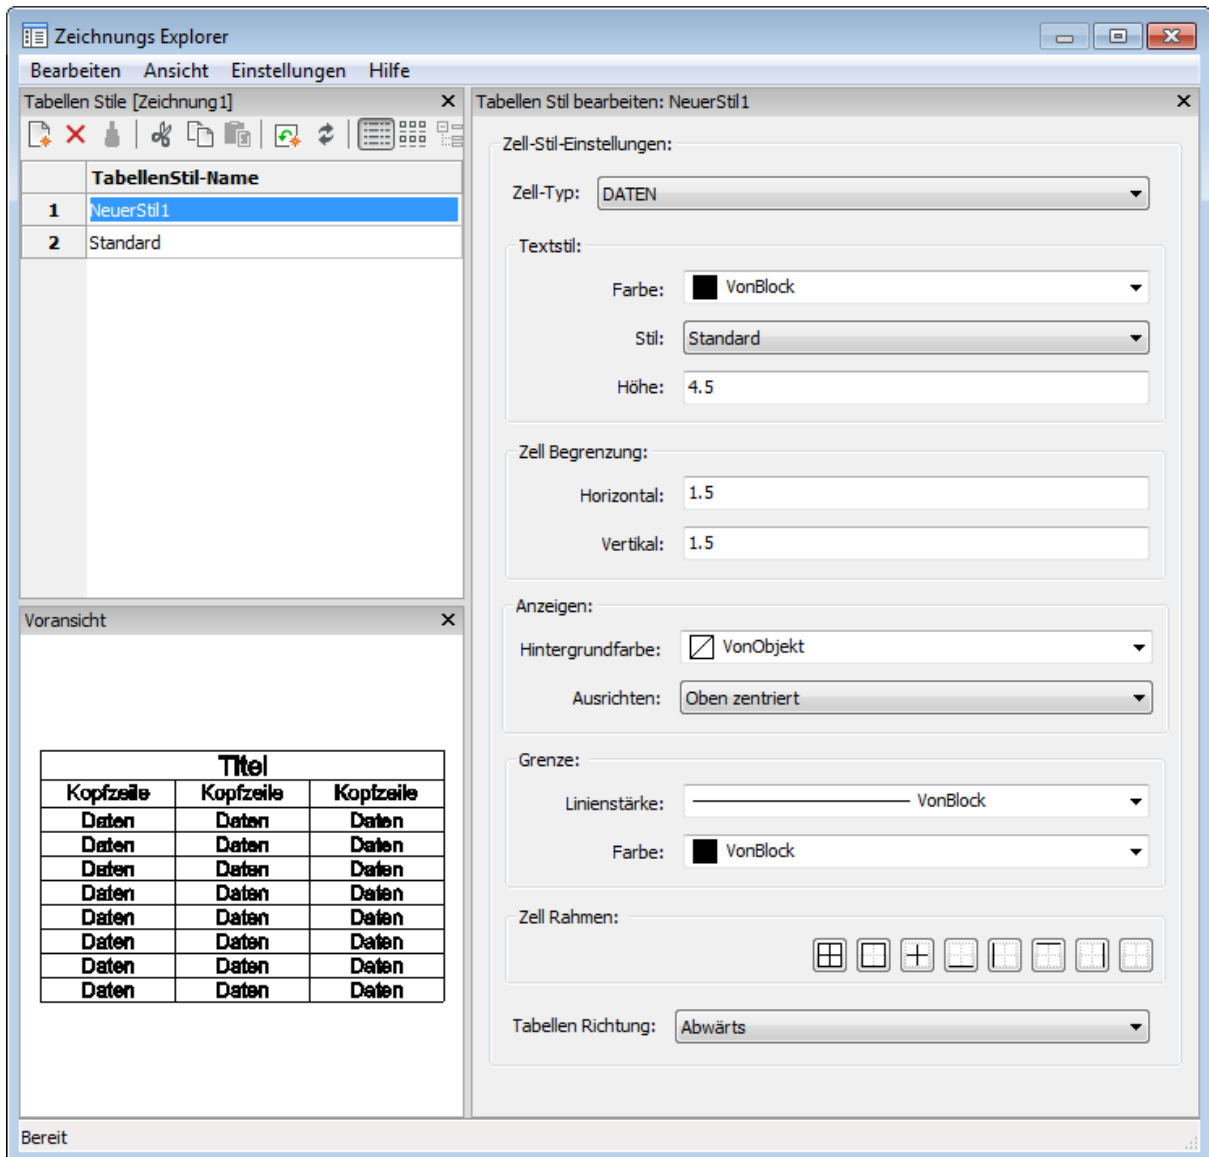 Zeichnungs Explorer
Bearbeiten Ansicht Einstellungen Hilfe
Tabellen Stile [Zeichnung1]
TabellenStil-Name
1 NeuerStil1
2 Standard
Voransicht
Titel
Kopfzeile Kopfzeile Kopfzeile
Daten Daten Daten
Daten Daten Daten
Daten Daten Daten
Daten Daten Daten
Daten Daten Daten
Daten Daten Daten
Daten Daten Daten
Daten Daten Daten
Tabellen Stil bearbeiten: NeuerStil1
Zell-Stil-Einstellungen:
Zell-Typ: DATEN
Textstil:
Farbe: VonBlock
Stil: Standard
Höhe: 4.5
Zell Begrenzung:
Horizontal: 1.5
Vertikal: 1.5
Anzeigen:
Hintergrundfarbe: VonObjekt
Ausrichten: Oben zentriert
Grenze:
Linienstärke: VonBlock
Farbe: VonBlock
Zell Rahmen:
Tabellen Richtung: Abwärts
Bereit